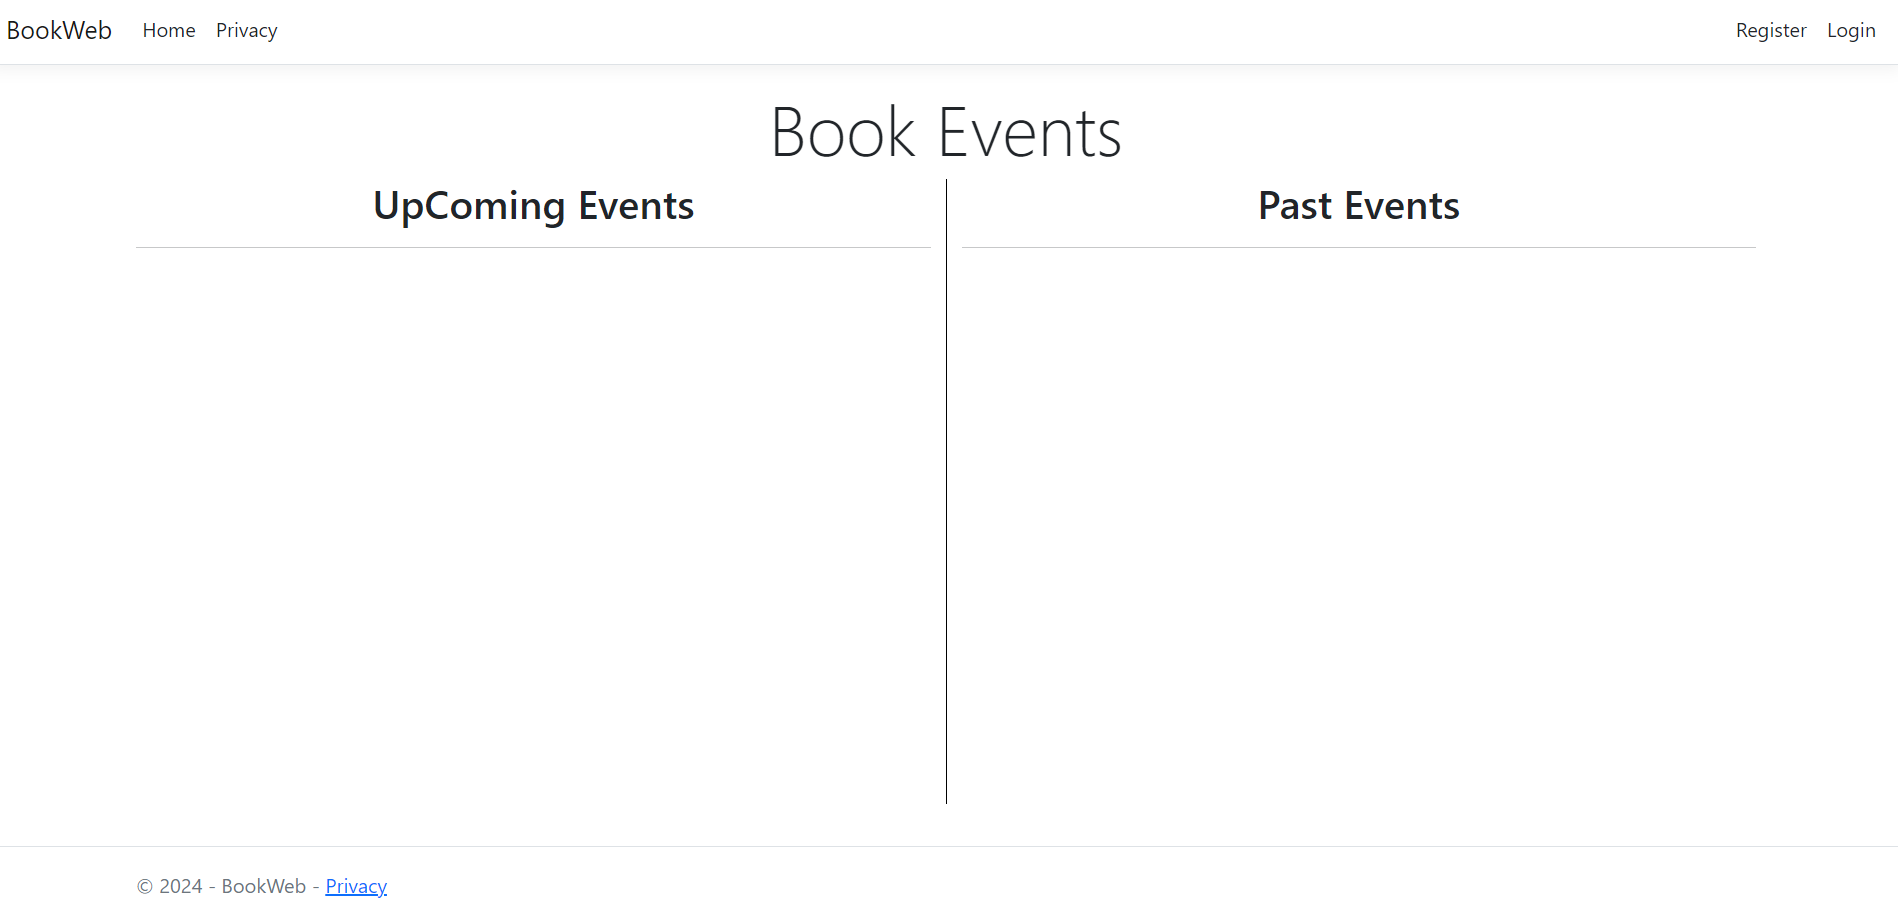 BookWeb Home Privacy Register Login
Book Events
UpComing Events
Past Events
© 2024 - BookWeb - Privacy